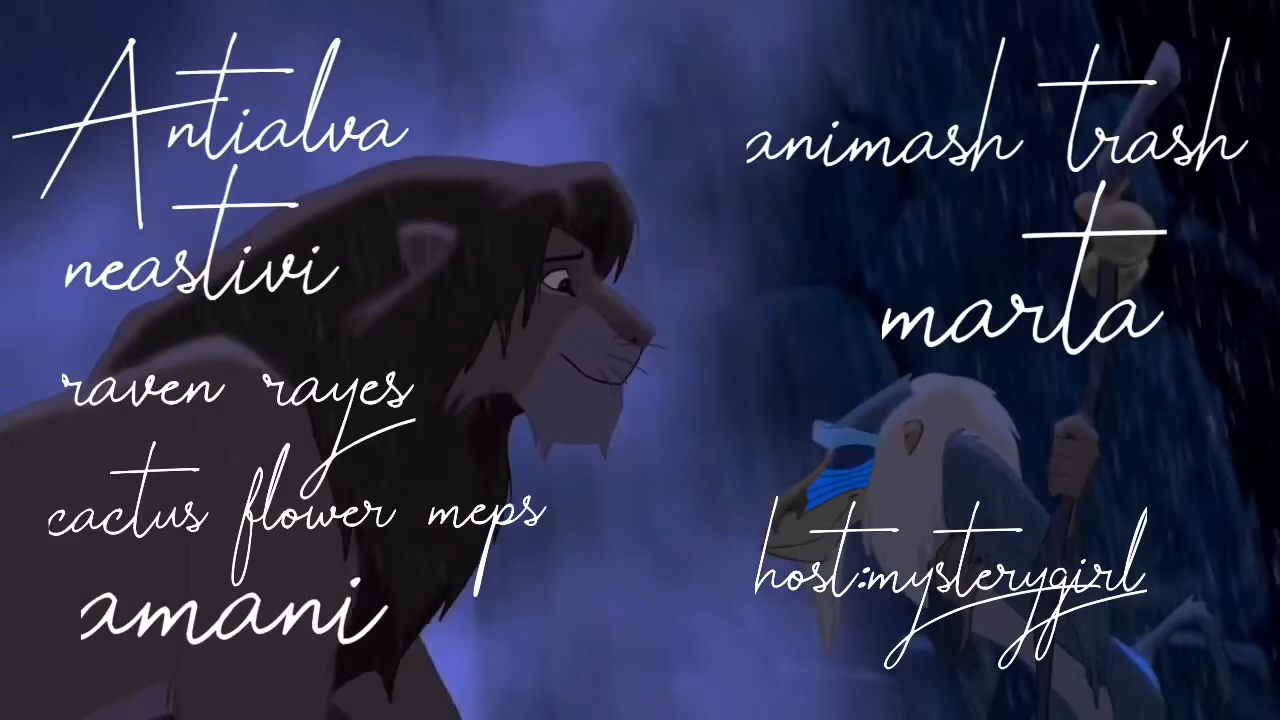 Antialva
neastivi
raven rayes
cactus flower meps
amani
animash trash
marta
host:mysterygirl